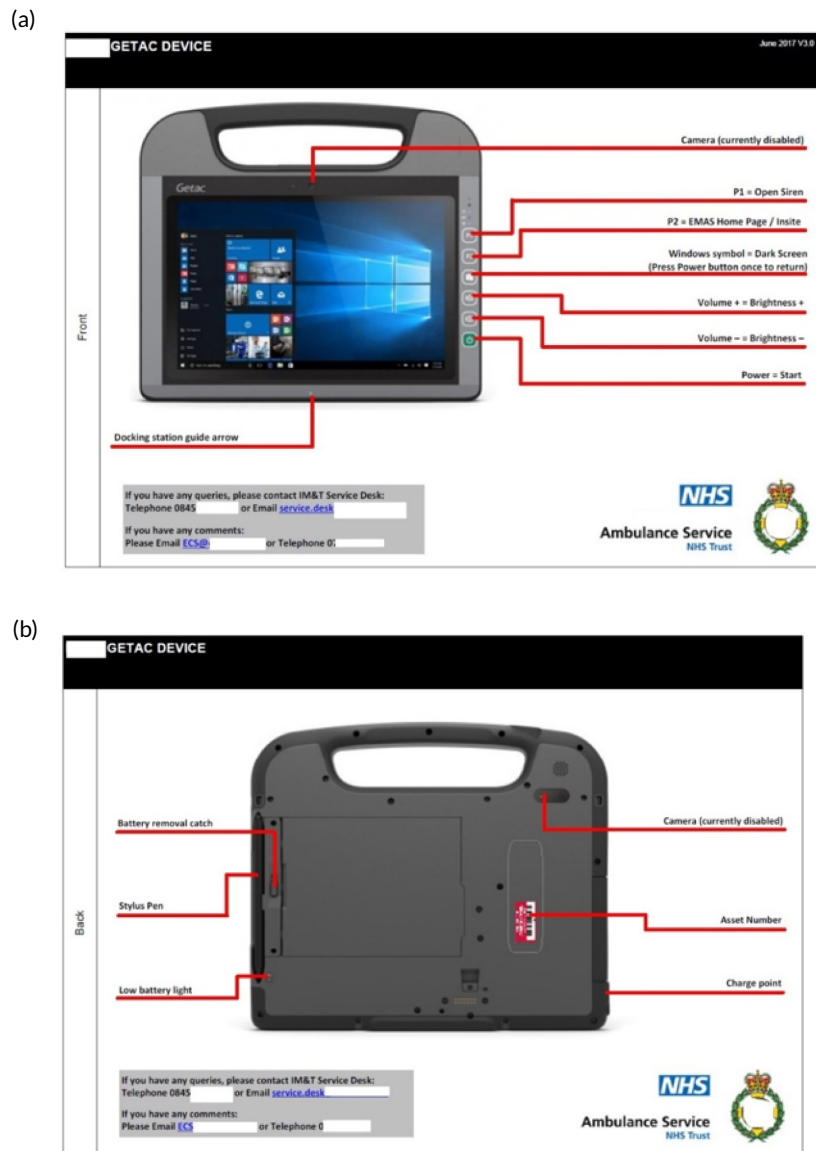 (a)
GETAC DEVICE
June 2017 V3.0
Front
Getac
Camera (currently disabled)
P1 = Open Siren
P2 = EMAS Home Page / Insite
Windows symbol = Dark Screen
(Press Power button once to return)
Volume + = Brightness +
Volume – = Brightness –
Power = Start
Docking station guide arrow
If you have any queries, please contact IM&T Service Desk:
Telephone 0845 or Email service.desk
If you have any comments:
Please Email ECS@ or Telephone 07
NHS
Ambulance Service
NHS Trust
(b)
GETAC DEVICE
Back
Battery removal catch
Stylus Pen
Low battery light
Camera (currently disabled)
Asset Number
Charge point
If you have any queries, please contact IM&T Service Desk:
Telephone 0845 or Email service.desk
If you have any comments:
Please Email ECS or Telephone 0
NHS
Ambulance Service
NHS Trust